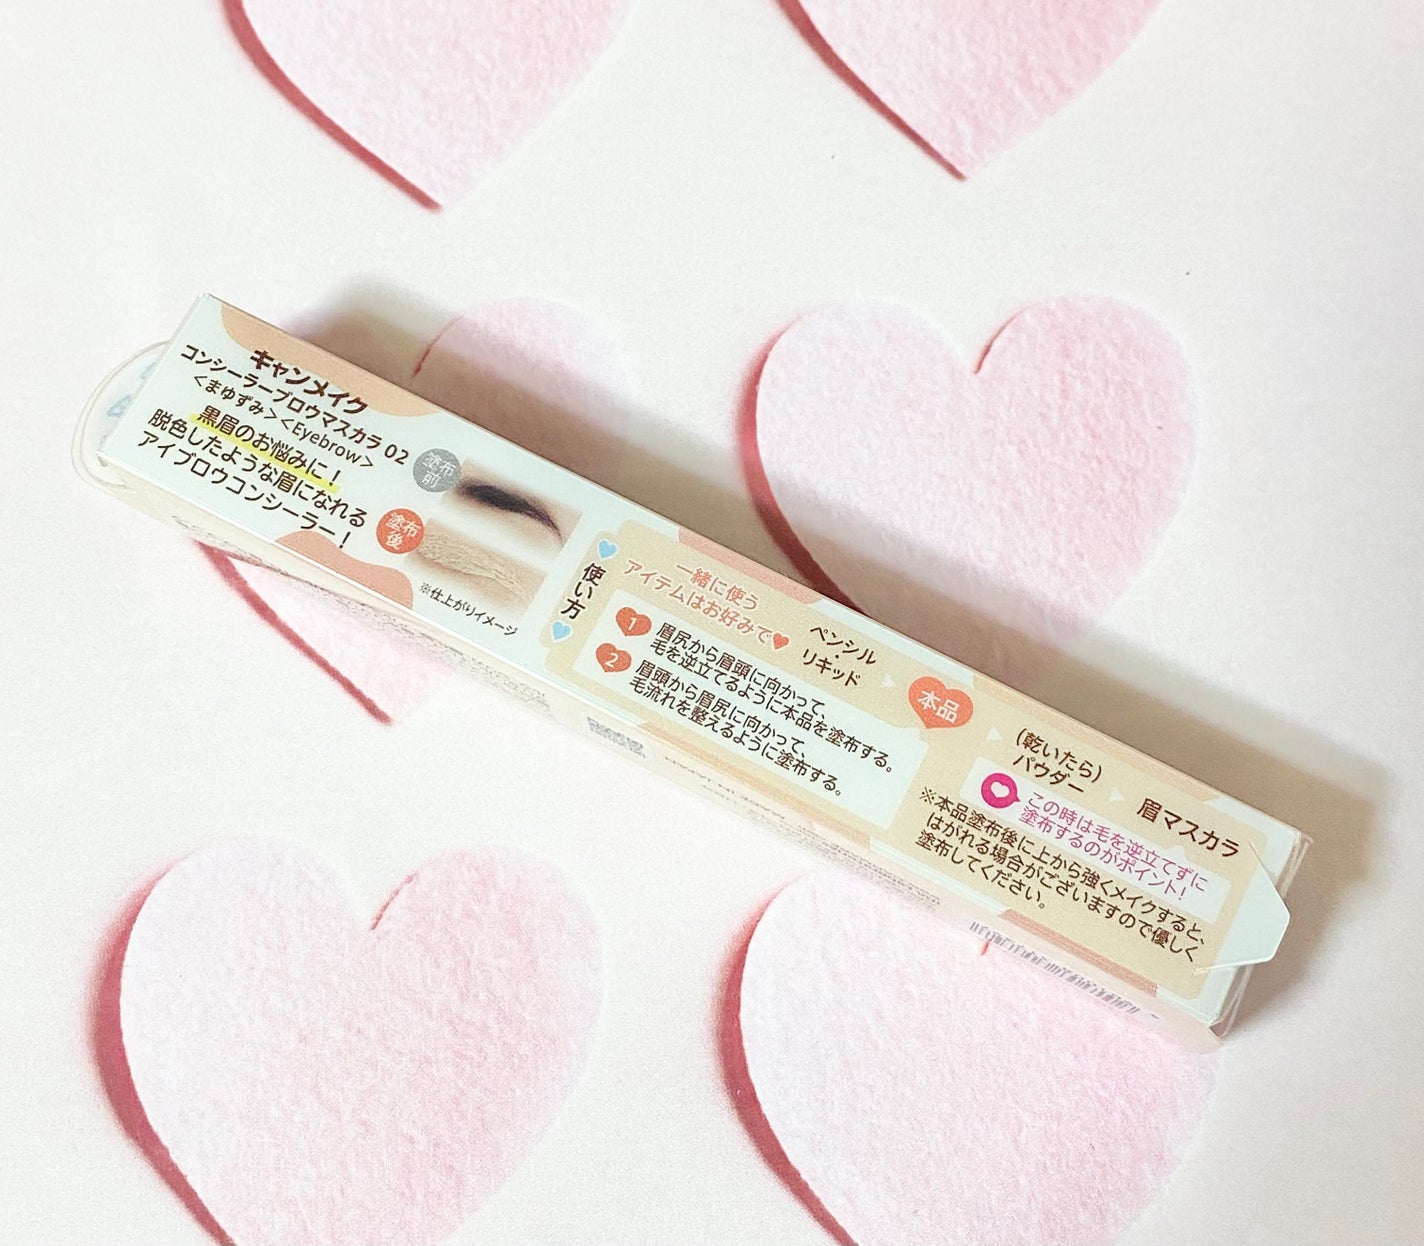 キャンメイク
コンシーラーブロウマスカラ 02
＜まゆずみ＞＜Eyebrow＞
黒眉のお悩みに！
脱色したような眉になれる
アイブロウコンシーラー！
塗布
前
塗布
後
※仕上がりイメージ
使い方
一緒に使う
アイテムはお好みで
1
眉尻から眉頭に向かって、
毛を逆立てるように本品を塗布する。
2
眉頭から眉尻に向かって、
毛流れを整えるように塗布する。
ペンシル
・
リキッド
本品
(乾いたら)
パウダー
眉マスカラ
この時は毛を逆立てずに
塗布するのがポイント！
※本品塗布後に上から強くメイクすると、
はがれる場合がございますので優しく
塗布してください。
MADE IN JAPAN